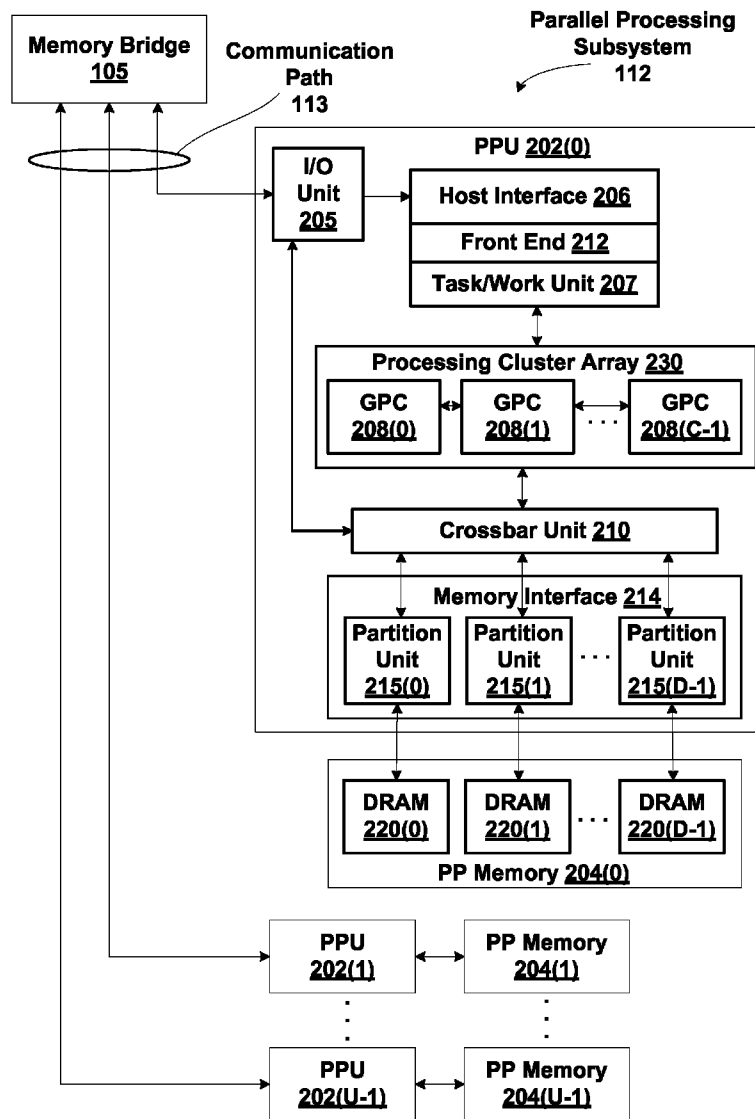 Memory Bridge
105
Communication
Path
113
Parallel Processing
Subsystem
112
PPU 202(0)
I/O
Unit
205
Host Interface 206
Front End 212
Task/Work Unit 207
Processing Cluster Array 230
GPC
208(0)
GPC
208(1)
. . .
GPC
208(C-1)
Crossbar Unit 210
Memory Interface 214
Partition
Unit
215(0)
Partition
Unit
215(1)
. . .
Partition
Unit
215(D-1)
DRAM
220(0)
DRAM
220(1)
. . .
DRAM
220(D-1)
PP Memory 204(0)
PPU
202(1)
PP Memory
204(1)
PPU
202(U-1)
PP Memory
204(U-1)